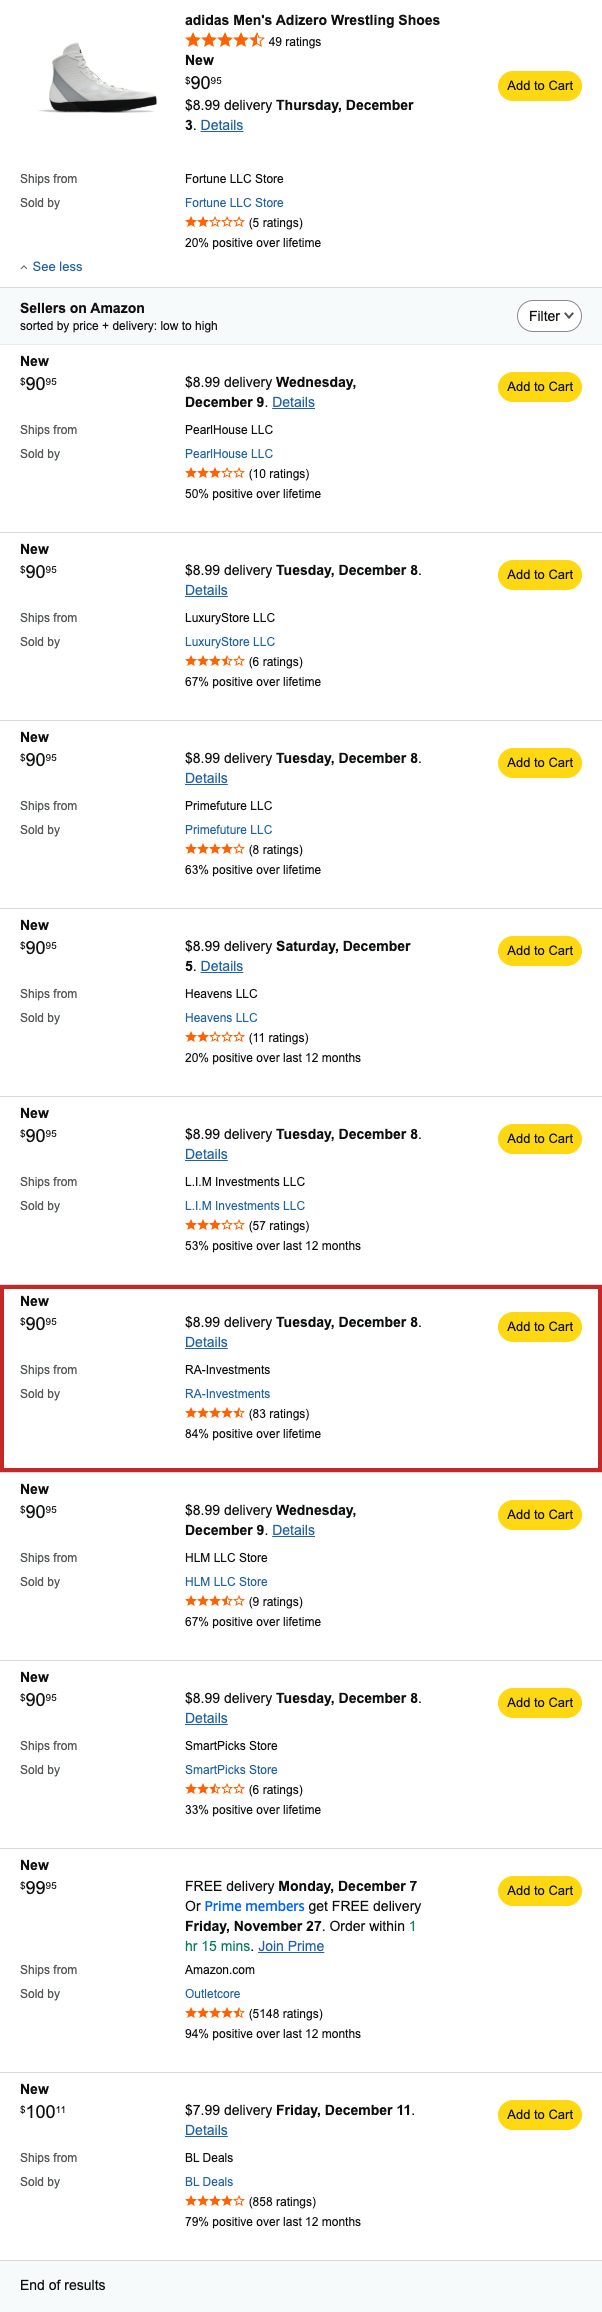 adidas Men's Adizero Wrestling Shoes
49 ratings
New
$90.95
$8.99 delivery Thursday, December
3. Details
Add to Cart
Ships from Fortune LLC Store
Sold by Fortune LLC Store
(5 ratings)
20% positive over lifetime
See less
Sellers on Amazon
sorted by price + delivery: low to high
Filter
New
$90.95
$8.99 delivery Wednesday,
December 9. Details
Add to Cart
Ships from PearlHouse LLC
Sold by PearlHouse LLC
(10 ratings)
50% positive over lifetime
New
$90.95
$8.99 delivery Tuesday, December 8.
Details
Add to Cart
Ships from LuxuryStore LLC
Sold by LuxuryStore LLC
(6 ratings)
67% positive over lifetime
New
$90.95
$8.99 delivery Tuesday, December 8.
Details
Add to Cart
Ships from Primefuture LLC
Sold by Primefuture LLC
(8 ratings)
63% positive over lifetime
New
$90.95
$8.99 delivery Saturday, December
5. Details
Add to Cart
Ships from Heavens LLC
Sold by Heavens LLC
(11 ratings)
20% positive over last 12 months
New
$90.95
$8.99 delivery Tuesday, December 8.
Details
Add to Cart
Ships from L.I.M Investments LLC
Sold by L.I.M Investments LLC
(57 ratings)
53% positive over last 12 months
New
$90.95
$8.99 delivery Tuesday, December 8.
Details
Add to Cart
Ships from RA-Investments
Sold by RA-Investments
(83 ratings)
84% positive over lifetime
New
$90.95
$8.99 delivery Wednesday,
December 9. Details
Add to Cart
Ships from HLM LLC Store
Sold by HLM LLC Store
(9 ratings)
67% positive over lifetime
New
$90.95
$8.99 delivery Tuesday, December 8.
Details
Add to Cart
Ships from SmartPicks Store
Sold by SmartPicks Store
(6 ratings)
33% positive over lifetime
New
$99.95
FREE delivery Monday, December 7
Or Prime members get FREE delivery
Friday, November 27. Order within 1
hr 15 mins. Join Prime
Add to Cart
Ships from Amazon.com
Sold by Outletcore
(5148 ratings)
94% positive over last 12 months
New
$100.11
$7.99 delivery Friday, December 11.
Details
Add to Cart
Ships from BL Deals
Sold by BL Deals
(858 ratings)
79% positive over last 12 months
End of results